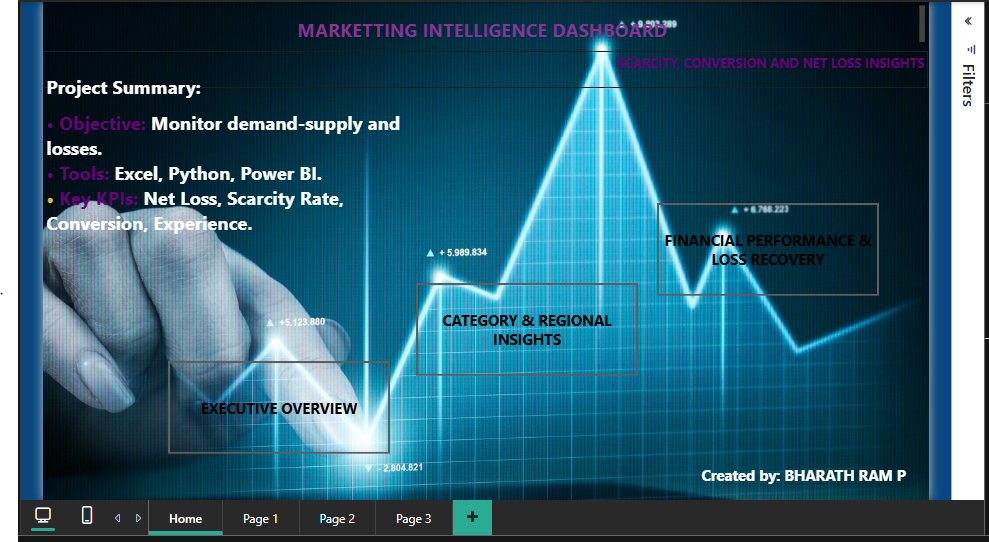 MARKETTING INTELLIGENCE DASHBOARD
+ 9.893.289
SCARCITY, CONVERSION AND NET LOSS INSIGHTS
Project Summary:
• Objective: Monitor demand-supply and
losses.
• Tools: Excel, Python, Power BI.
• Key KPIs: Net Loss, Scarcity Rate,
Conversion, Experience.
+ 6.768.223
FINANCIAL PERFORMANCE &
LOSS RECOVERY
+ 5.989.834
CATEGORY & REGIONAL
INSIGHTS
+5.123.880
EXECUTIVE OVERVIEW
- 2.804.821
Created by: BHARATH RAM P
Filters
Home
Page 1
Page 2
Page 3